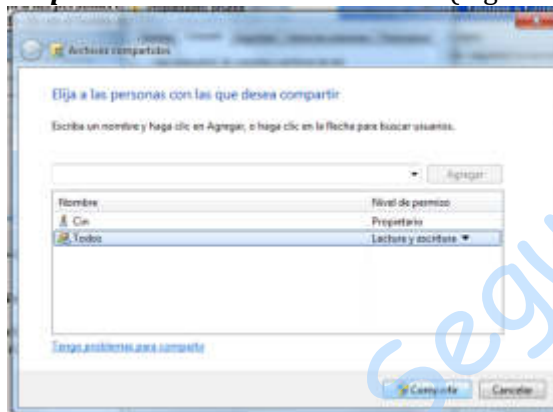 Archivos compartidos
Elija a las personas con las que desea compartir
Escriba un nombre y haga clic en Agregar, o haga clic en la flecha para buscar usuarios.
Agregar
Nombre Nivel de permiso
Cin Propietario
Todos Lectura y escritura
Tengo problemas para compartir
Compartir Cancelar
Segu